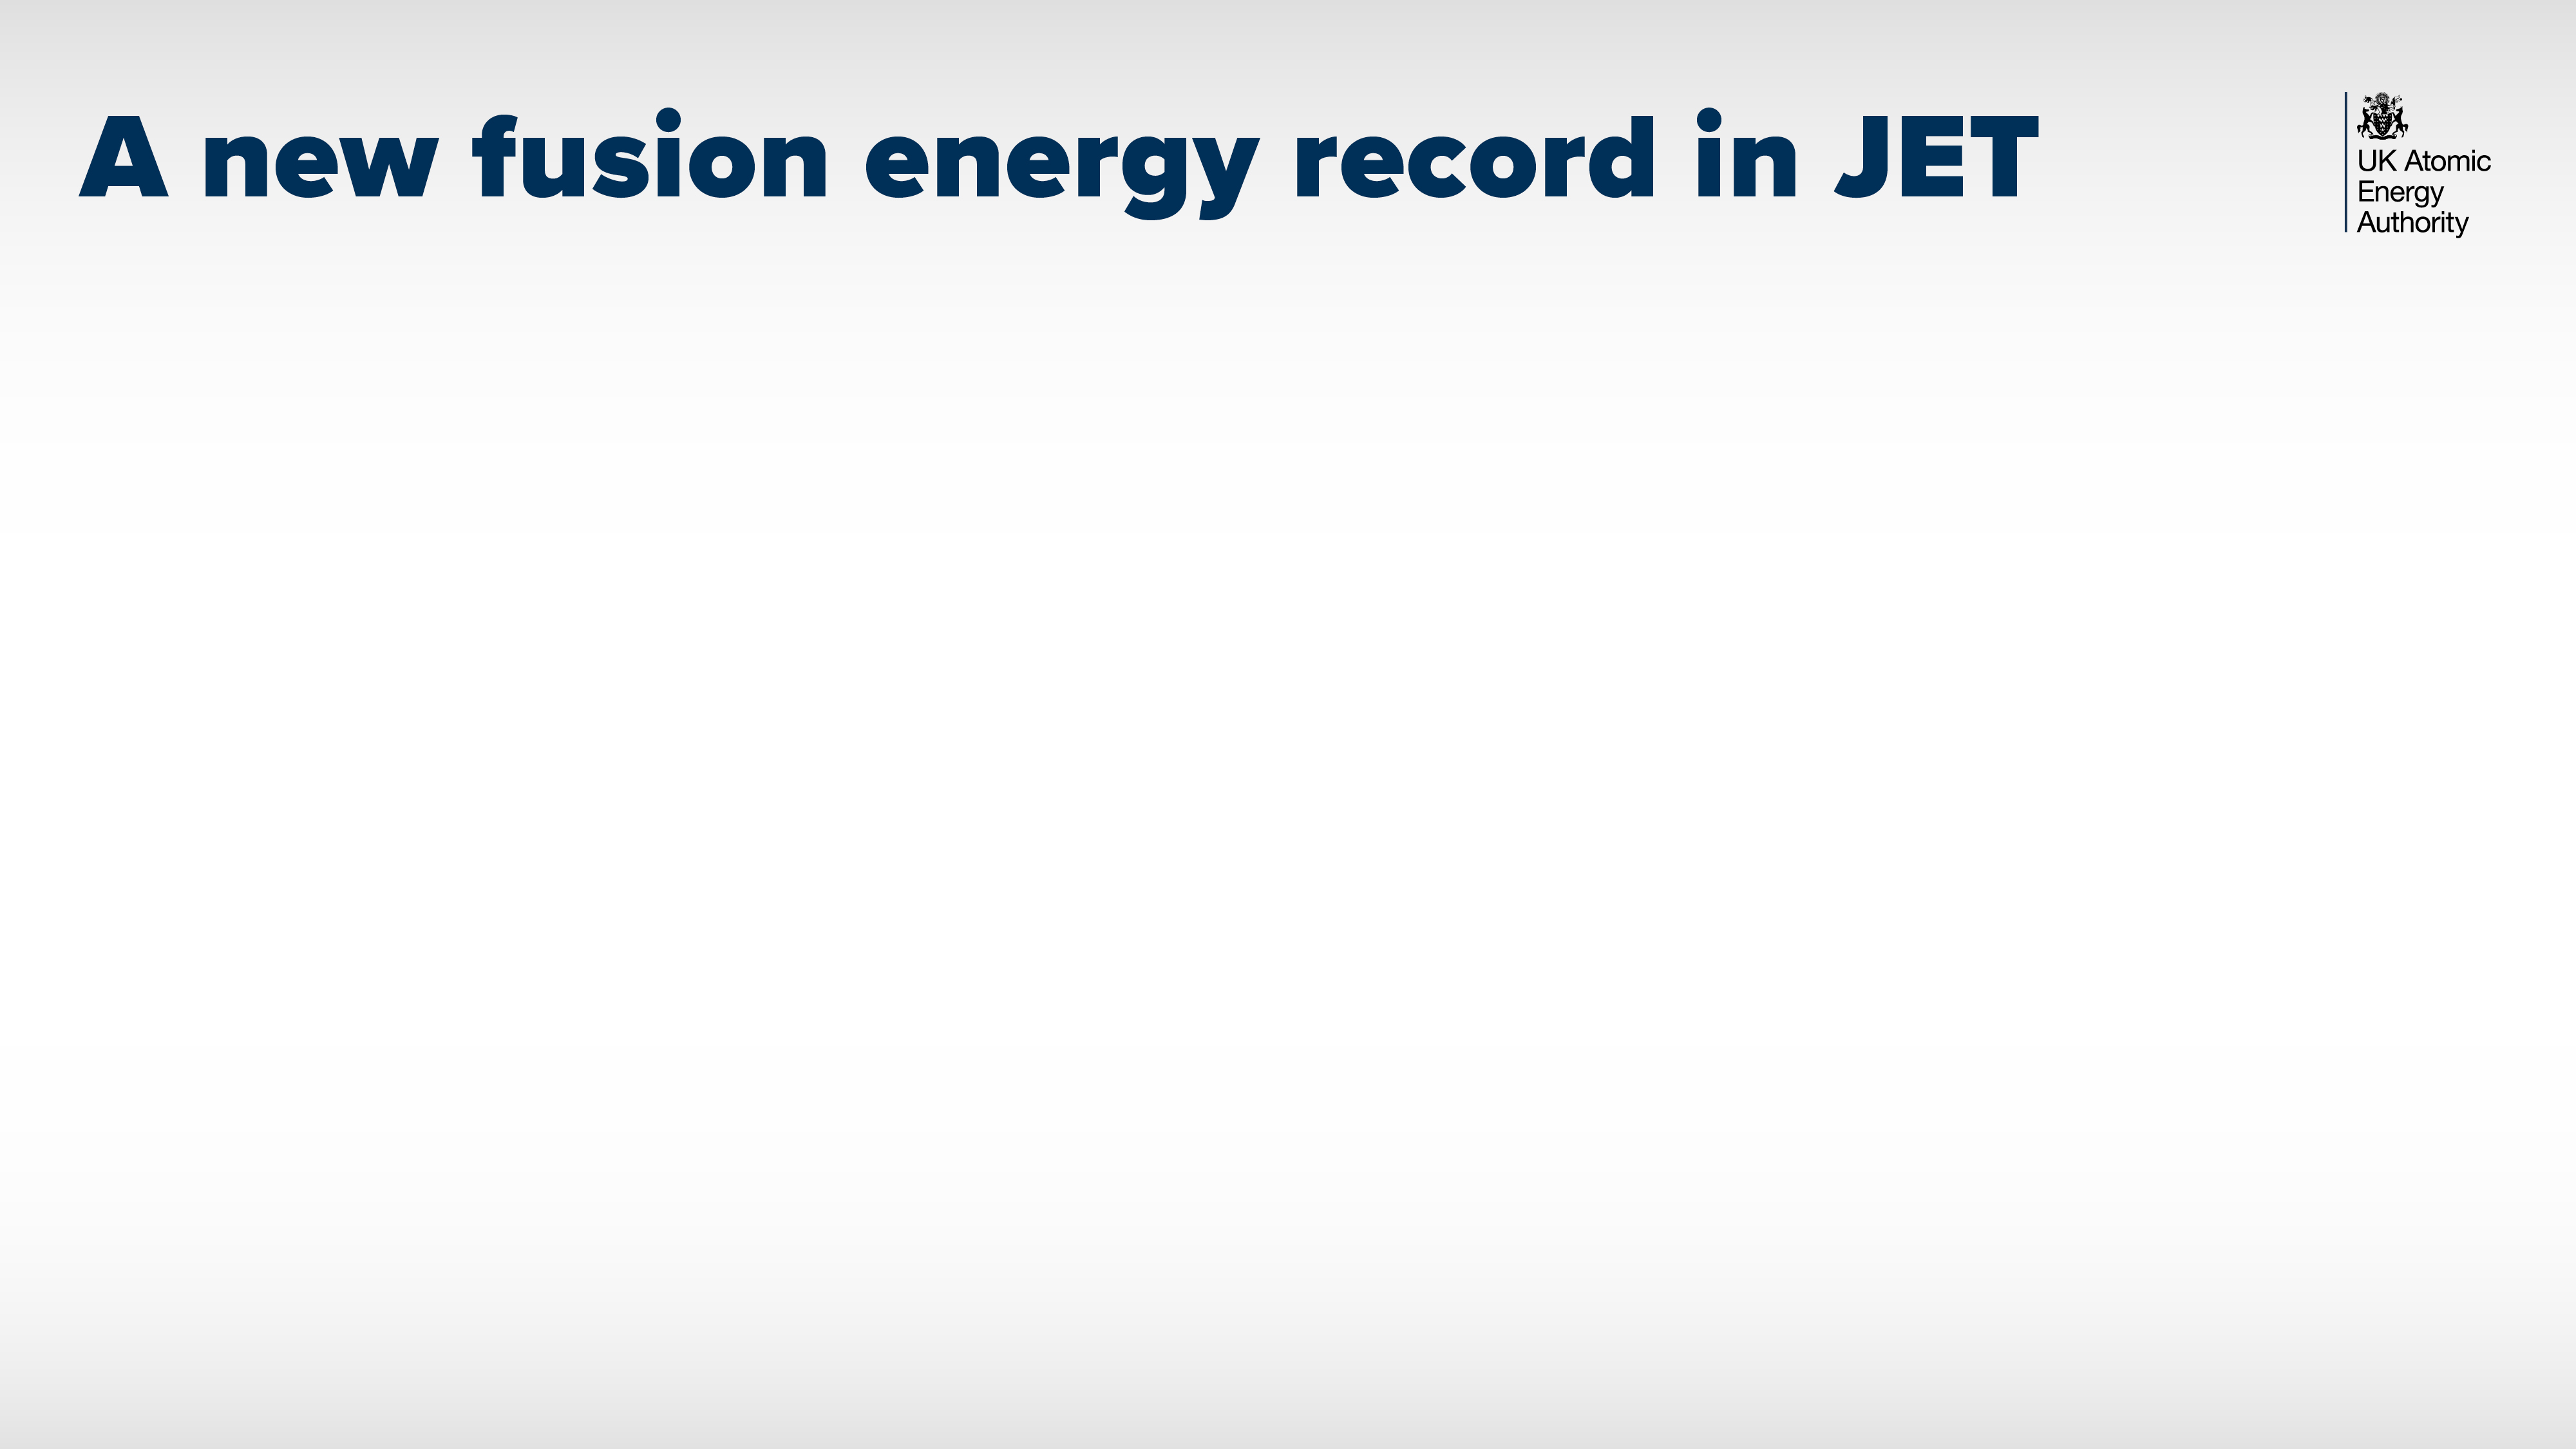 A new fusion energy record in JET
UK Atomic
Energy
Authority